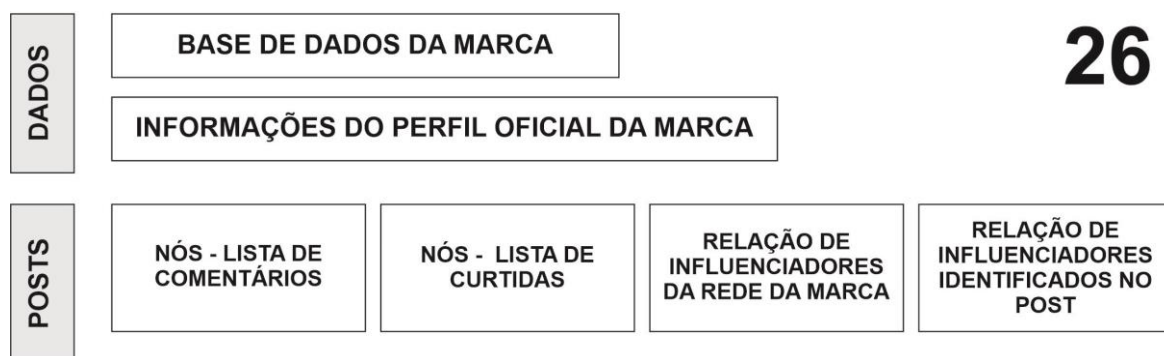 DADOS
BASE DE DADOS DA MARCA
26
INFORMAÇÕES DO PERFIL OFICIAL DA MARCA
POSTS
NÓS - LISTA DE
COMENTÁRIOS
NÓS - LISTA DE
CURTIDAS
RELAÇÃO DE
INFLUENCIADORES
DA REDE DA MARCA
RELAÇÃO DE
INFLUENCIADORES
IDENTIFICADOS NO
POST